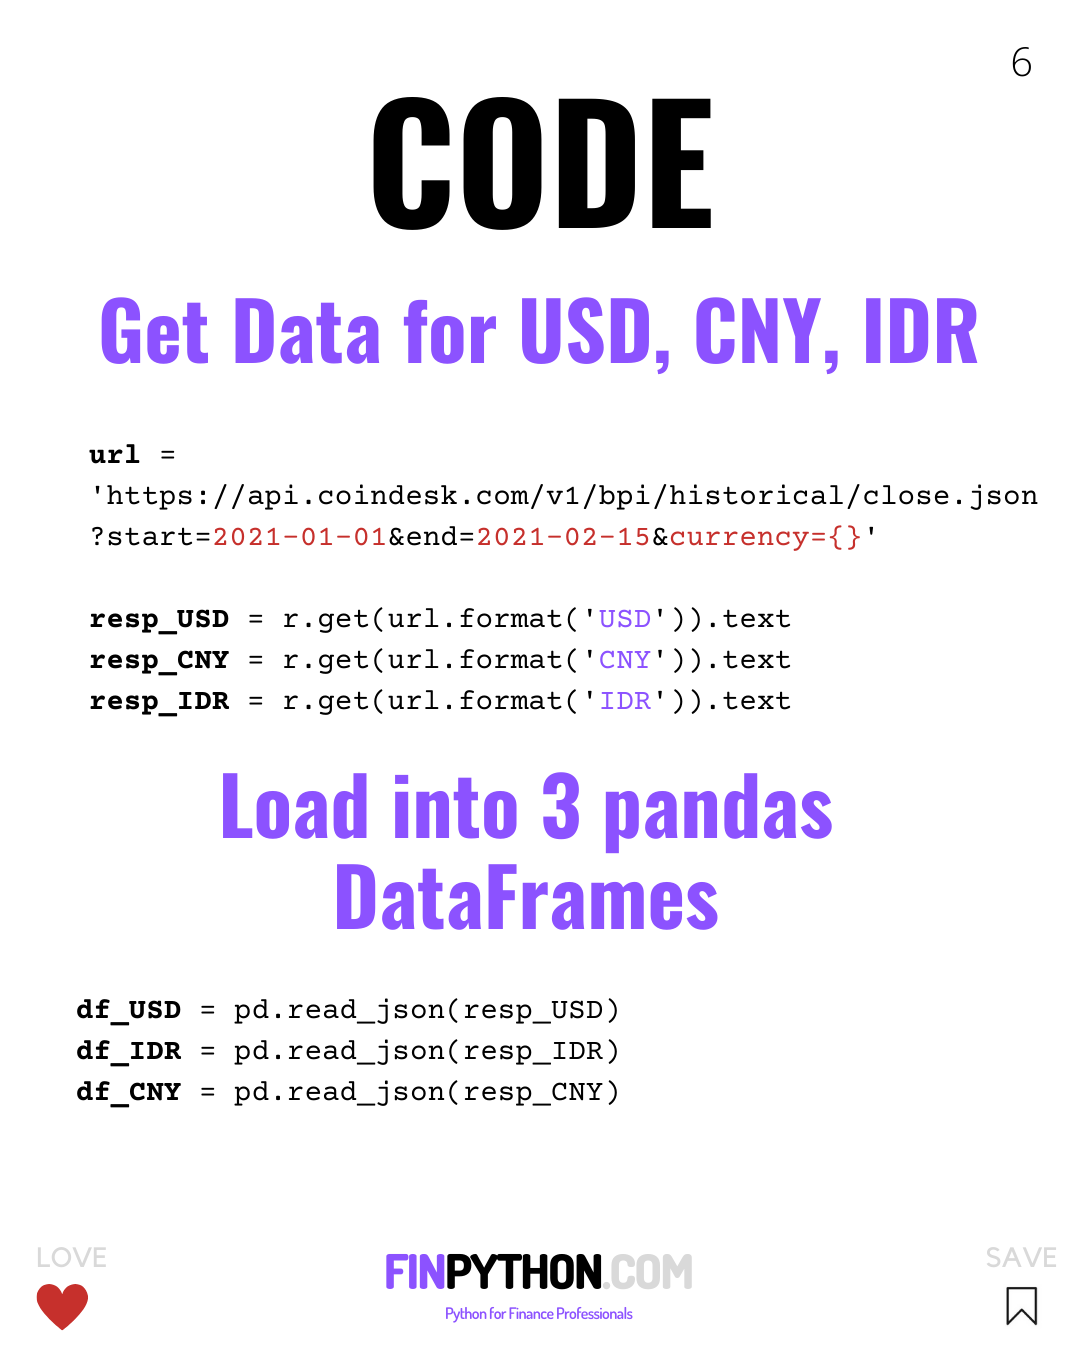 6
CODE
Get Data for USD, CNY, IDR
url =
'https://api.coindesk.com/v1/bpi/historical/close.json
?start=2021-01-01&end=2021-02-15&currency={}'
resp_USD = r.get(url.format('USD')).text
resp_CNY = r.get(url.format('CNY')).text
resp_IDR = r.get(url.format('IDR')).text
Load into 3 pandas
DataFrames
df_USD = pd.read_json(resp_USD)
df_IDR = pd.read_json(resp_IDR)
df_CNY = pd.read_json(resp_CNY)
LOVE
FINPYTHON.COM
Python for Finance Professionals
SAVE